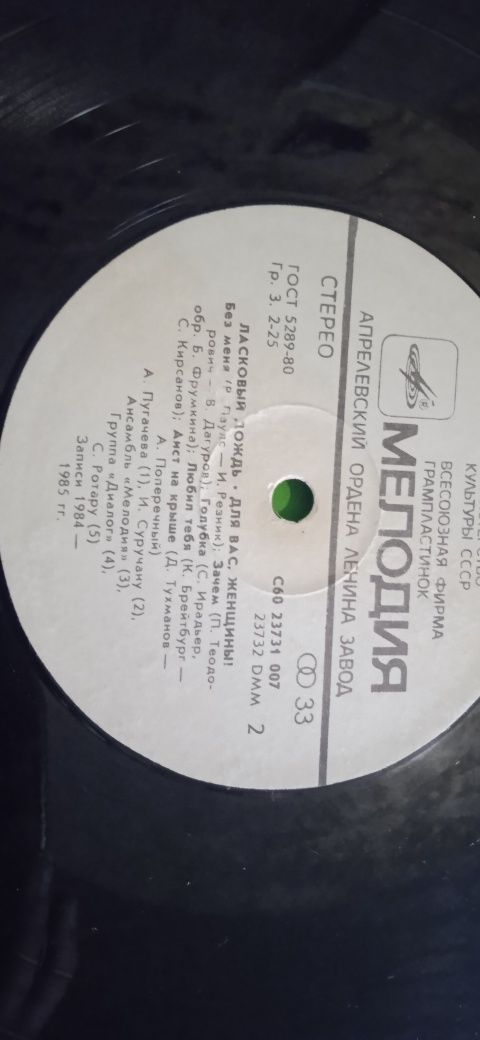 КУЛЬТУРЫ СССР
ВСЕСОЮЗНАЯ ФИРМА
ГРАМПЛАСТИНОК
®
МЕЛОДИЯ
АПРЕЛЕВСКИЙ ОРДЕНА ЛЕНИНА ЗАВОД
СТЕРЕО
33
ГОСТ 5289-80
Гр. 3. 2-25
С60 23731 007
23732 DMM 2
ЛАСКОВЫЙ ДОЖДЬ • ДЛЯ ВАС, ЖЕНЩИНЫ!
Без меня (Р. Паулс — И. Резник); Зачем (П. Теодо-
рович — В. Дагуров); Голубка (С. Ирадьер,
обр. Б. Фрумкина); Любил тебя (К. Брейтбург —
С. Кирсанов); Аист на крыше (Д. Тухманов —
А. Поперечный)
А. Пугачева (1), И. Суручану (2),
Ансамбль «Мелодия» (3),
Группа «Диалог» (4),
С. Ротару (5)
Записи 1984 —
1985 гг.